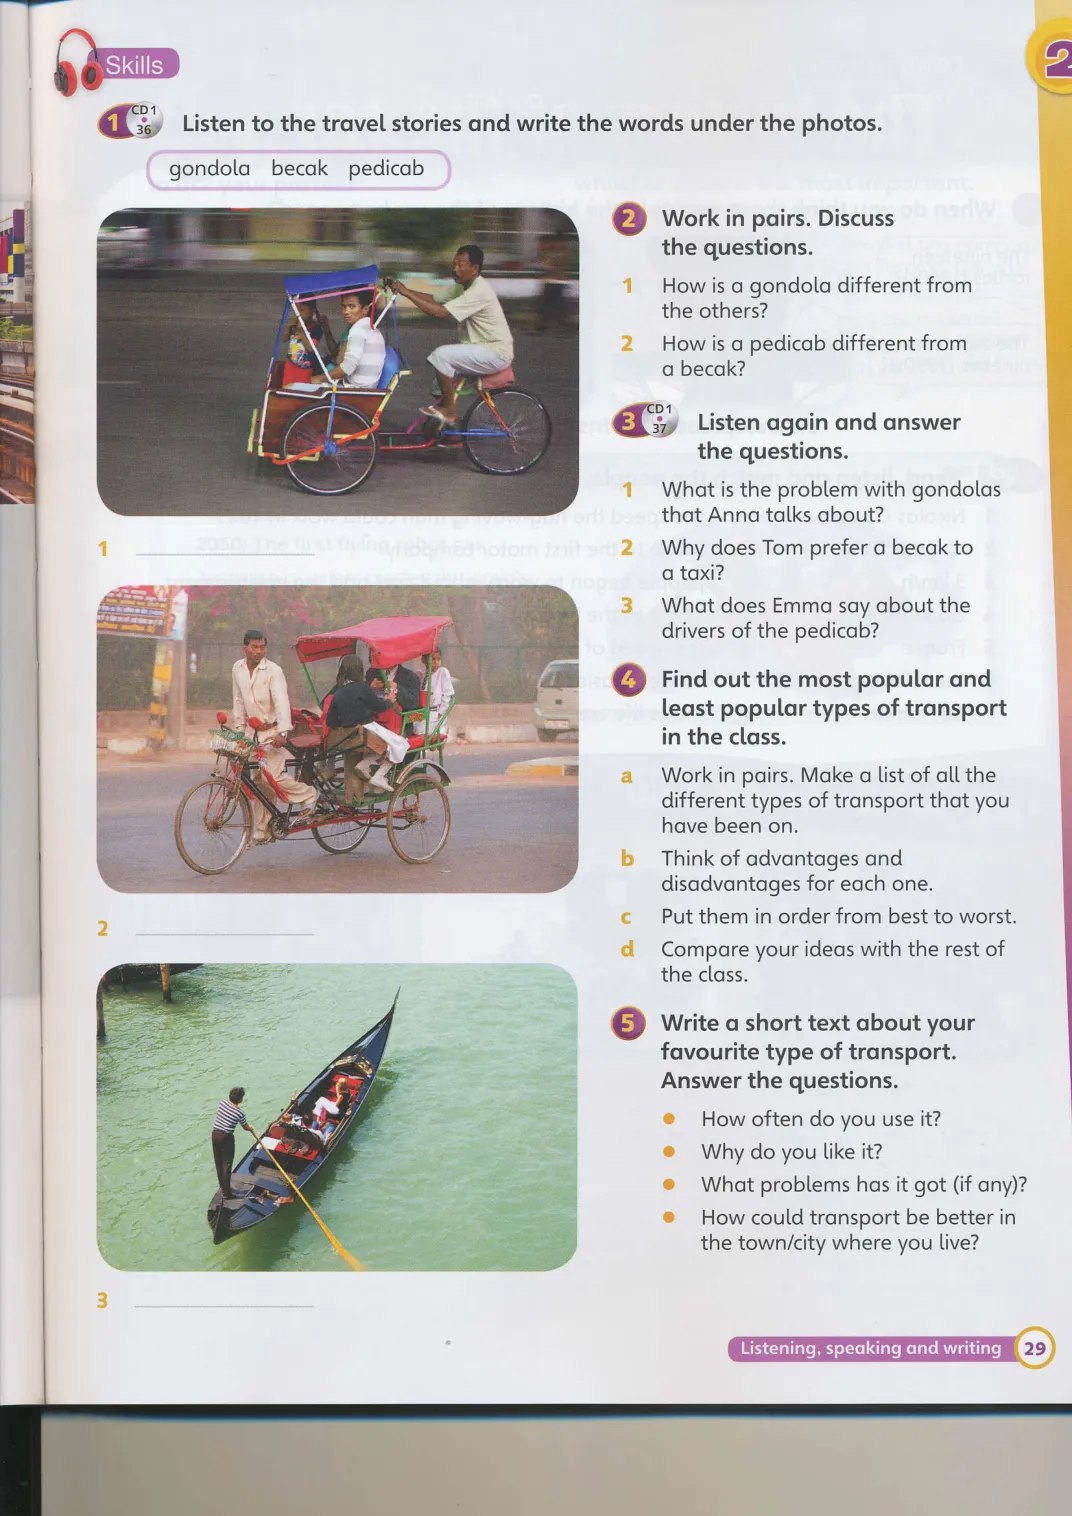 Skills
2
1 CD1 36 Listen to the travel stories and write the words under the photos.
gondola becak pedicab
1
2
3
2 Work in pairs. Discuss
the questions.
1 How is a gondola different from
the others?
2 How is a pedicab different from
a becak?
3 CD1 37 Listen again and answer
the questions.
1 What is the problem with gondolas
that Anna talks about?
2 Why does Tom prefer a becak to
a taxi?
3 What does Emma say about the
drivers of the pedicab?
4 Find out the most popular and
least popular types of transport
in the class.
a Work in pairs. Make a list of all the
different types of transport that you
have been on.
b Think of advantages and
disadvantages for each one.
c Put them in order from best to worst.
d Compare your ideas with the rest of
the class.
5 Write a short text about your
favourite type of transport.
Answer the questions.
• How often do you use it?
• Why do you like it?
• What problems has it got (if any)?
• How could transport be better in
the town/city where you live?
Listening, speaking and writing 29